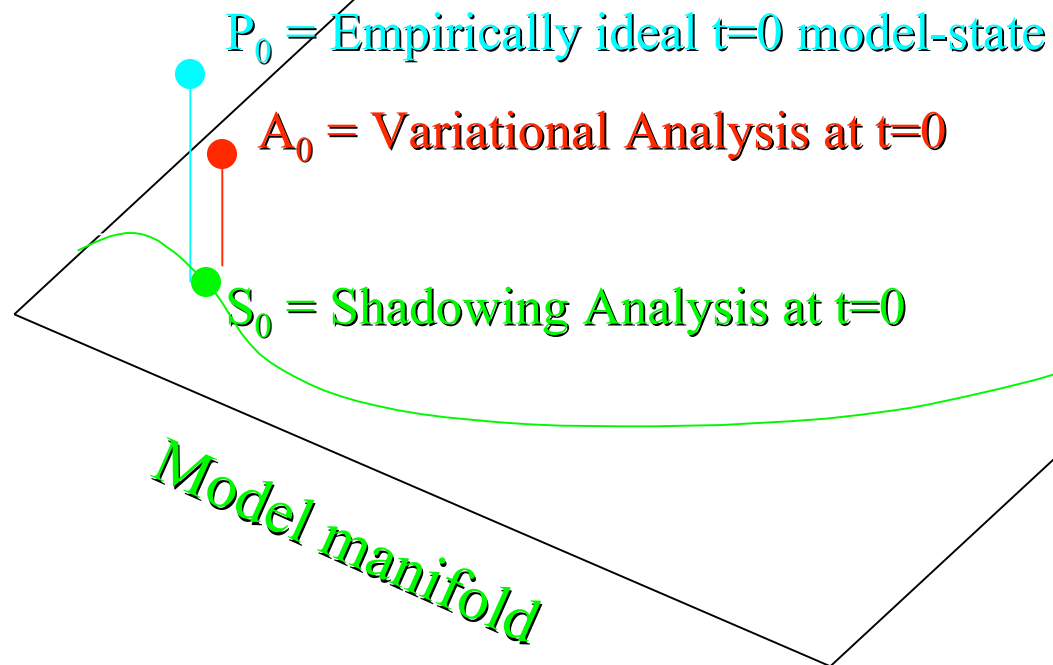 P₀ = Empirically ideal t=0 model-state
A₀ = Variational Analysis at t=0
S₀ = Shadowing Analysis at t=0
Model manifold